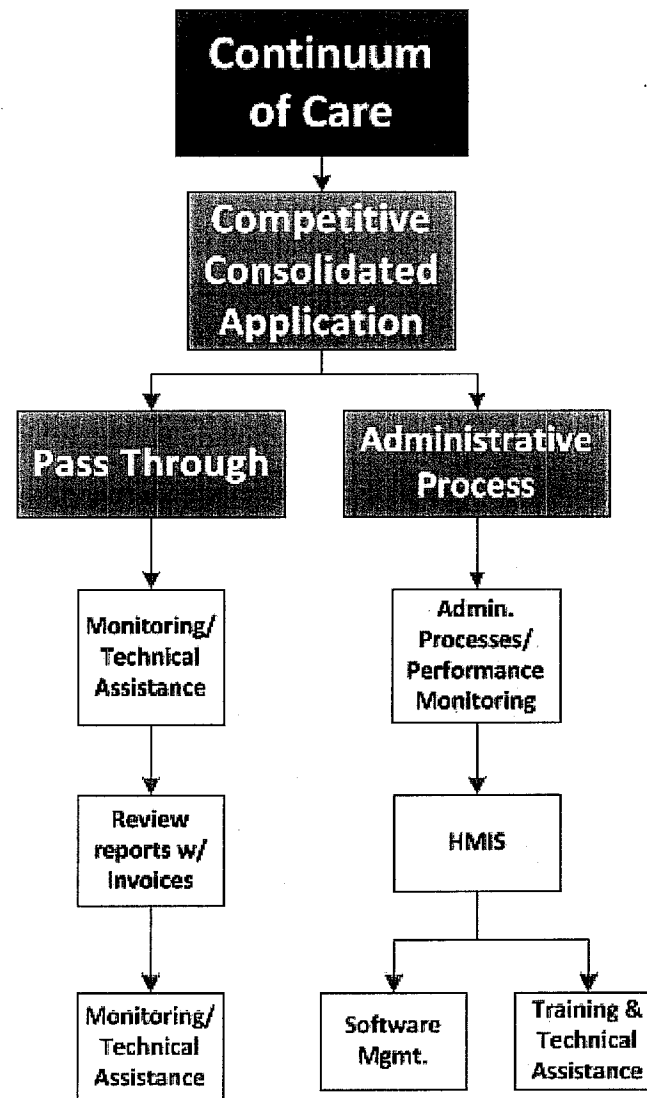 Continuum
of Care
Competitive
Consolidated
Application
Pass Through
Administrative
Process
Monitoring/
Technical
Assistance
Admin.
Processes/
Performance
Monitoring
Review
reports w/
Invoices
HMIS
Monitoring/
Technical
Assistance
Software
Mgmt.
Training &
Technical
Assistance